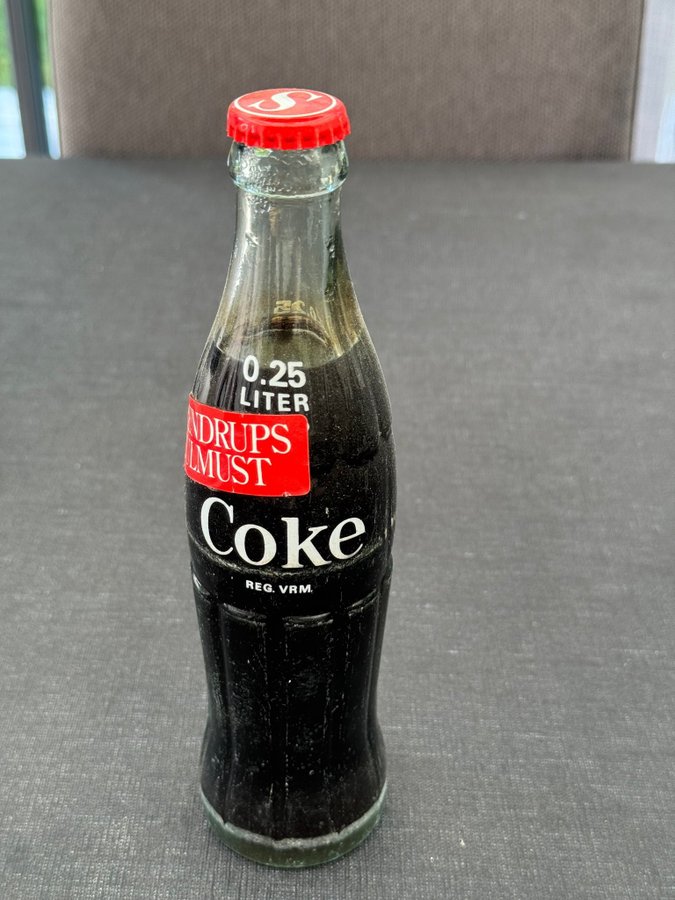 S
0.25
LITER
NDRUPS
LMUST
Coke
REG. VRM.